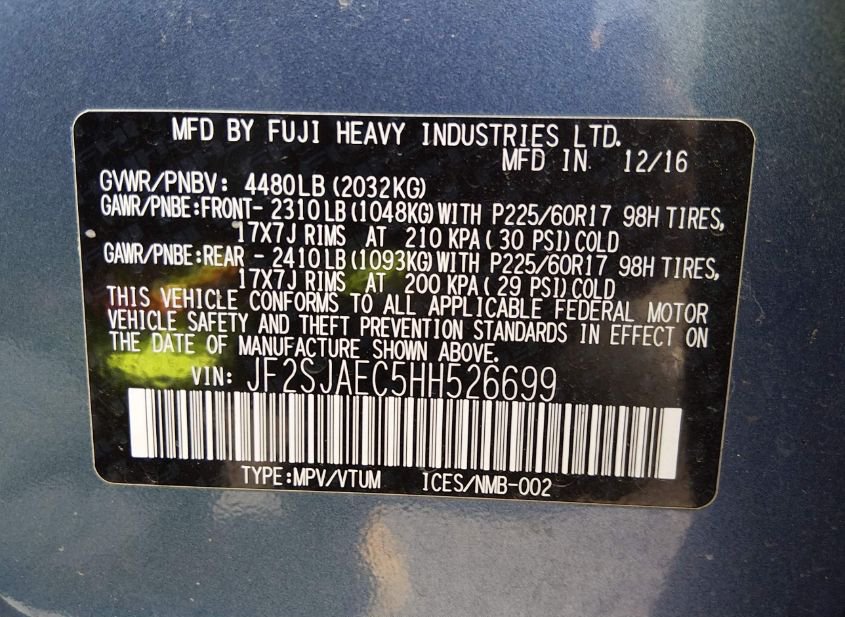 MFD BY FUJI HEAVY INDUSTRIES LTD.
MFD IN 12/16
GVWR/PNBV: 4480LB (2032KG)
GAWR/PNBE:FRONT- 2310LB (1048KG) WITH P225/60R17 98H TIRES,
17X7J RIMS AT 210 KPA ( 30 PSI) COLD
GAWR/PNBE:REAR - 2410LB (1093KG) WITH P225/60R17 98H TIRES,
17X7J RIMS AT 200 KPA ( 29 PSI) COLD
THIS VEHICLE CONFORMS TO ALL APPLICABLE FEDERAL MOTOR
VEHICLE SAFETY AND THEFT PREVENTION STANDARDS IN EFFECT ON
THE DATE OF MANUFACTURE SHOWN ABOVE.
VIN: JF2SJAEC5HH526699
TYPE:MPV/VTUM ICES/NMB-002